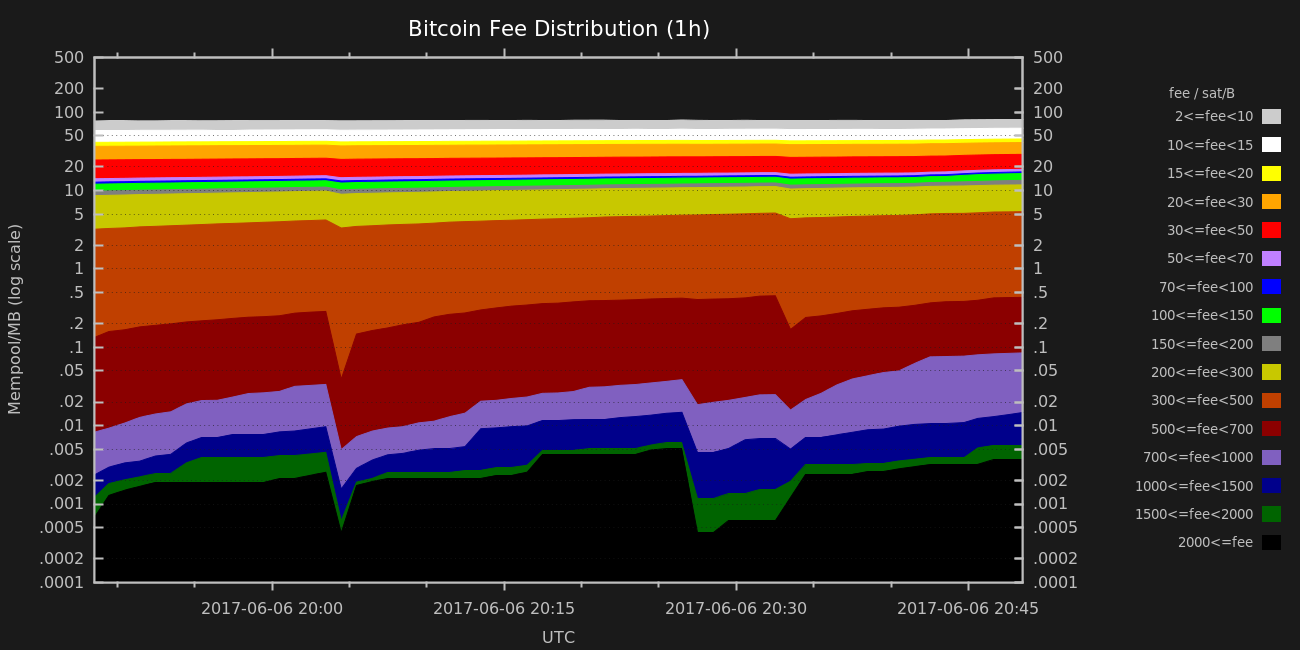 Bitcoin Fee Distribution (1h)
500 500
200 200
100 100
50 50
20 20
10 10
5 5
2 2
1 1
.5 .5
.2 .2
.1 .1
.05 .05
.02 .02
.01 .01
.005 .005
.002 .002
.001 .001
.0005 .0005
.0002 .0002
.0001 .0001
Mempool/MB (log scale)
2017-06-06 20:00 2017-06-06 20:15 2017-06-06 20:30 2017-06-06 20:45
UTC
fee / sat/B
2<=fee<10
10<=fee<15
15<=fee<20
20<=fee<30
30<=fee<50
50<=fee<70
70<=fee<100
100<=fee<150
150<=fee<200
200<=fee<300
300<=fee<500
500<=fee<700
700<=fee<1000
1000<=fee<1500
1500<=fee<2000
2000<=fee